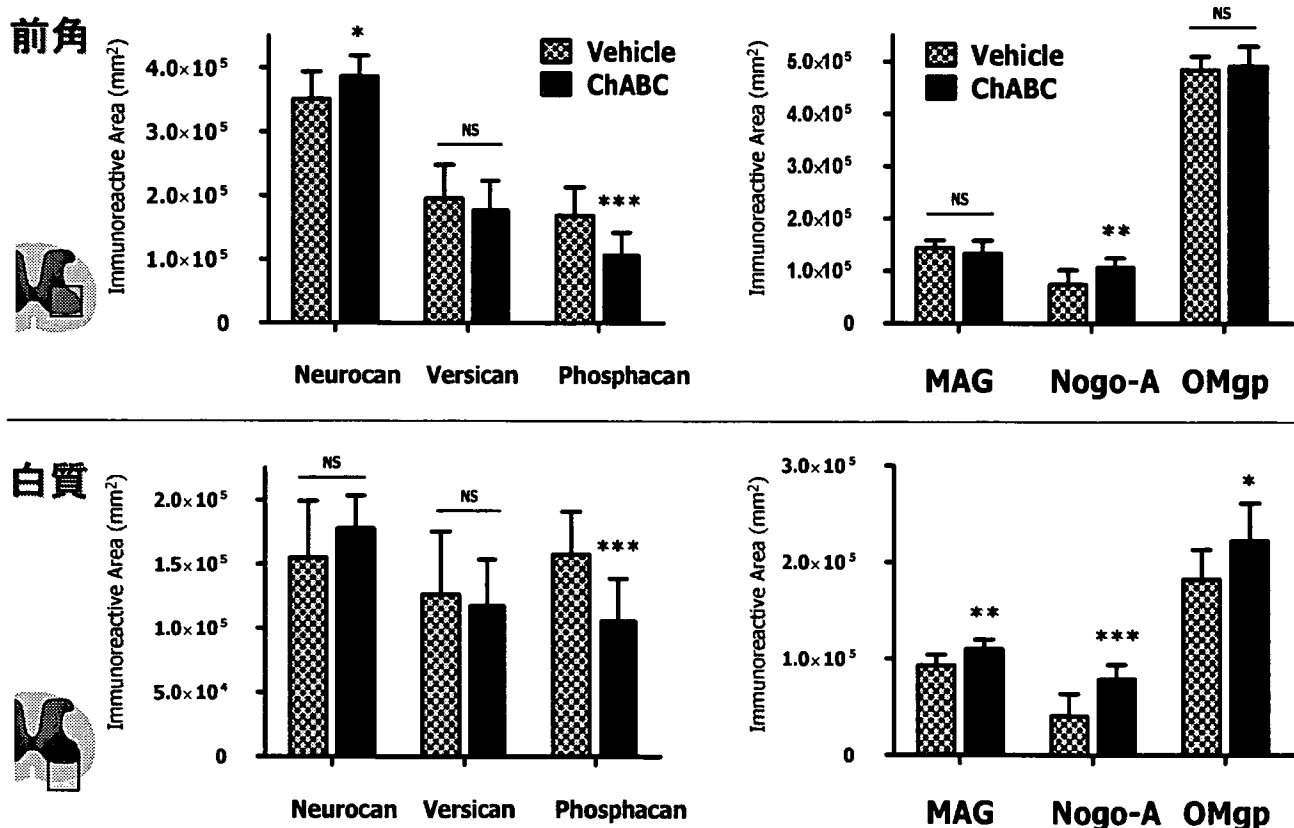 前角
Immunoreactive Area (mm²)
4.0×10⁵
3.0×10⁵
2.0×10⁵
1.0×10⁵
0
*
NS
***
Vehicle
ChABC
Neurocan
Versican
Phosphacan
Immunoreactive Area (mm²)
5.0×10⁵
4.0×10⁵
3.0×10⁵
2.0×10⁵
1.0×10⁵
0
Vehicle
ChABC
NS
**
NS
MAG
Nogo-A
OMgp
白質
Immunoreactive Area (mm²)
2.0×10⁵
1.5×10⁵
1.0×10⁵
5.0×10⁴
0
NS
NS
***
Neurocan
Versican
Phosphacan
Immunoreactive Area (mm²)
3.0×10⁵
2.0×10⁵
1.0×10⁵
0
**
***
*
MAG
Nogo-A
OMgp